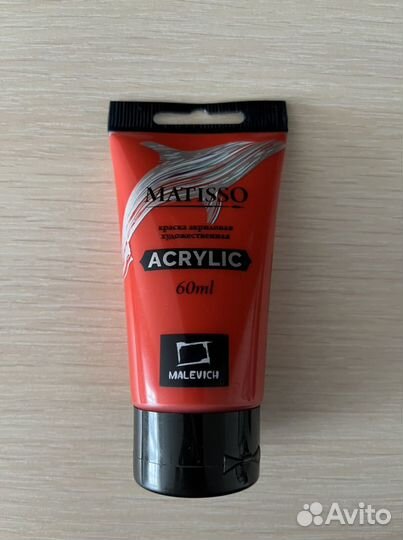 MATISSO
краска акриловая
художественная
ACRYLIC
60ml
MALEVICH
Avito